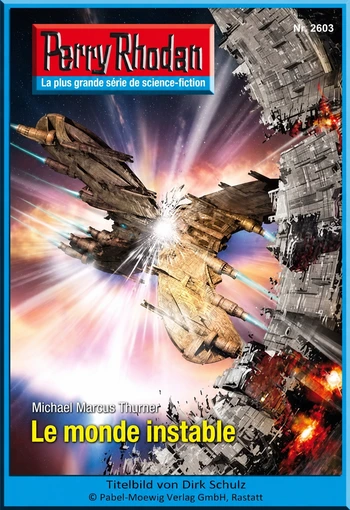 Perry Rhodan
Nr. 2603
La plus grande série de science-fiction
Michael Marcus Thurner
Le monde instable
Titelbild von Dirk Schulz
© Pabel-Moewig Verlag GmbH, Rastatt